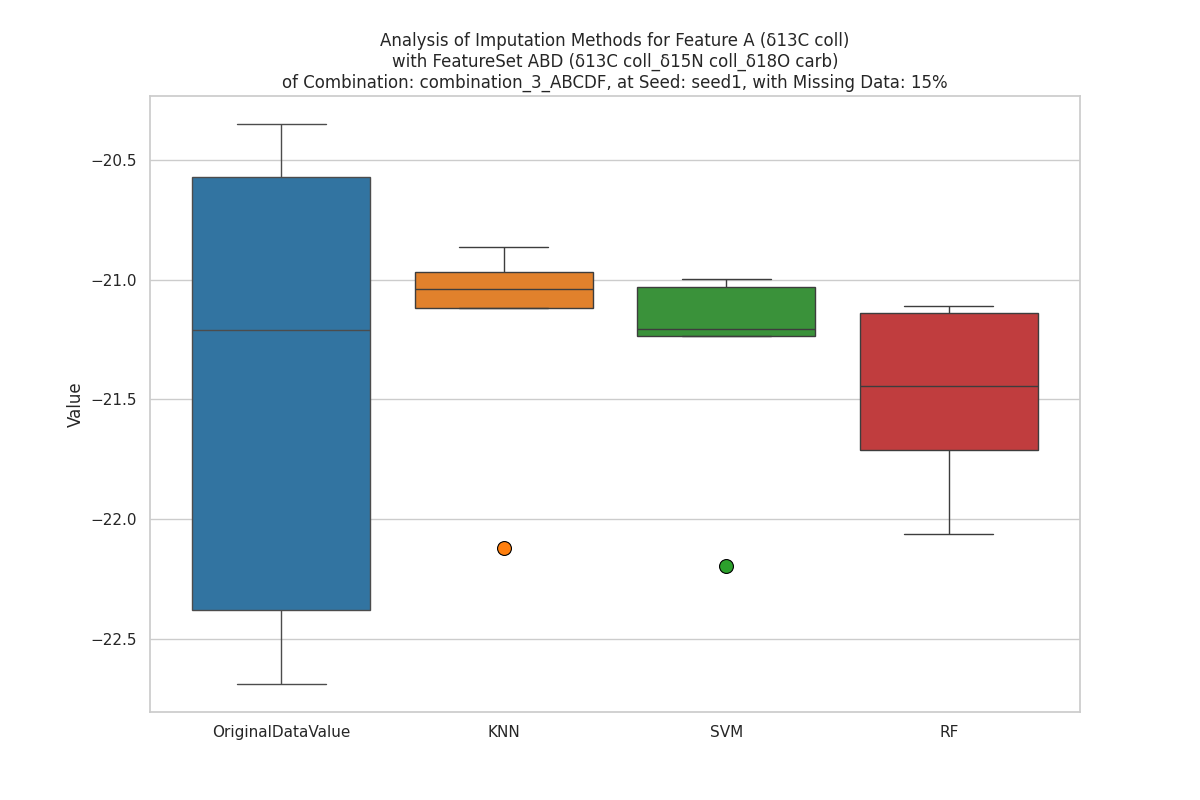 Analysis of Imputation Methods for Feature A (δ13C coll)
with FeatureSet ABD (δ13C coll_δ15N coll_δ18O carb)
of Combination: combination_3_ABCDF, at Seed: seed1, with Missing Data: 15%
−20.5
−21.0
−21.5
−22.0
−22.5
Value
OriginalDataValue
KNN
SVM
RF